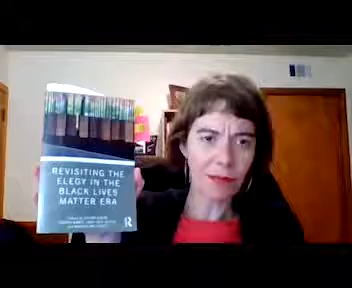 REVISITING THE
ELEGY IN THE
BLACK LIVES
MATTER ERA
R